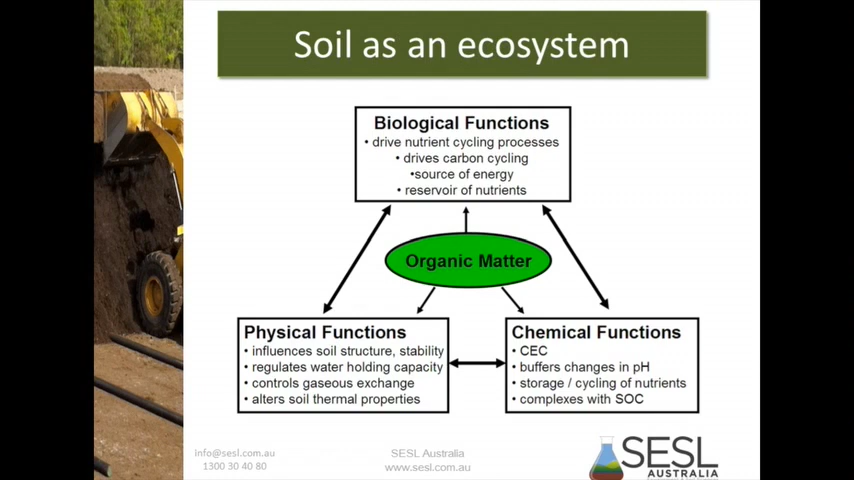 Soil as an ecosystem
Biological Functions
• drive nutrient cycling processes
• drives carbon cycling
•source of energy
• reservoir of nutrients
Organic Matter
Physical Functions
• influences soil structure, stability
• regulates water holding capacity
• controls gaseous exchange
• alters soil thermal properties
Chemical Functions
• CEC
• buffers changes in pH
• storage / cycling of nutrients
• complexes with SOC
info@sesl.com.au
1300 30 40 80
SESL Australia
www.sesl.com.au
SESL
AUSTRALIA